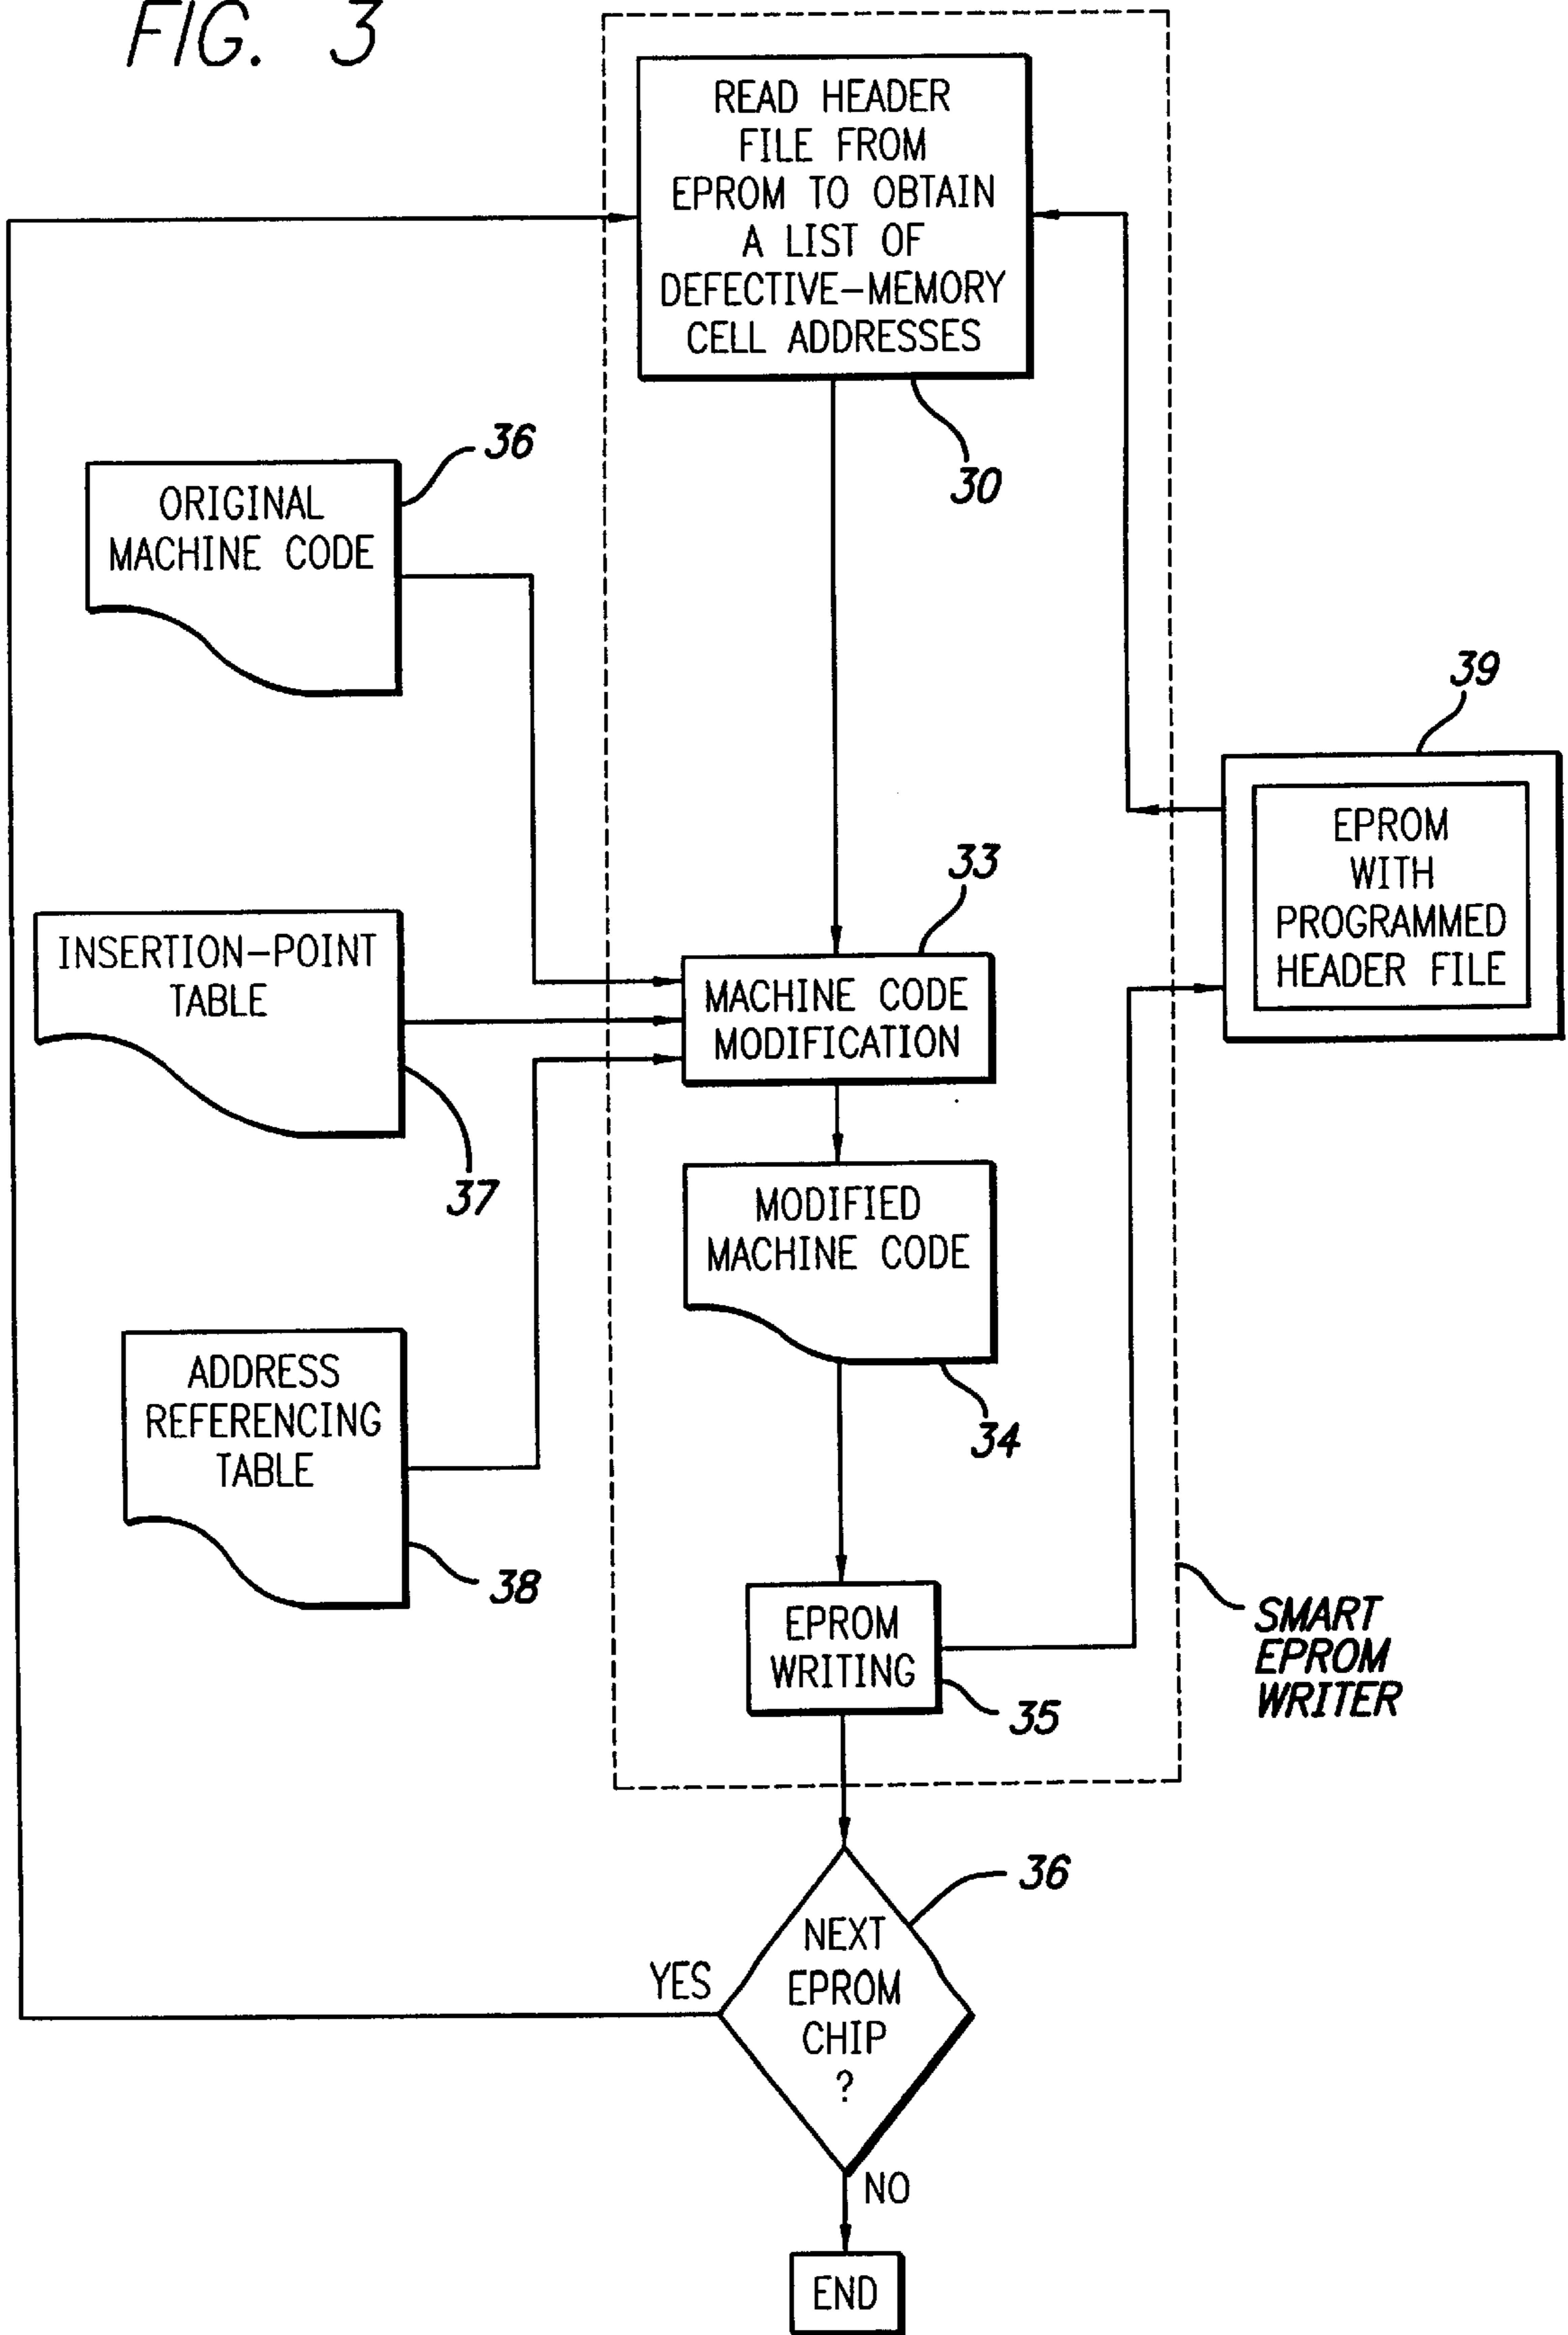 FIG. 3
READ HEADER
FILE FROM
EPROM TO OBTAIN
A LIST OF
DEFECTIVE-MEMORY
CELL ADDRESSES
30
36
ORIGINAL
MACHINE CODE
39
EPROM
WITH
PROGRAMMED
HEADER FILE
33
INSERTION-POINT
TABLE
37
MACHINE CODE
MODIFICATION
MODIFIED
MACHINE CODE
34
ADDRESS
REFERENCING
TABLE
38
EPROM
WRITING
35
SMART
EPROM
WRITER
36
NEXT
EPROM
CHIP
?
YES
NO
END